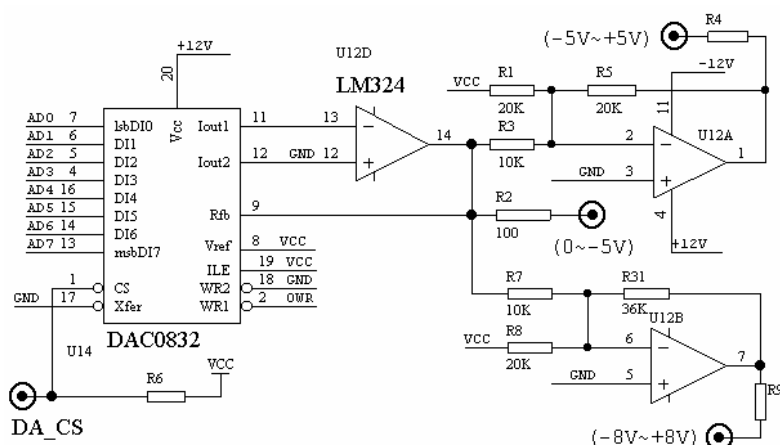 +12V
20
U12D
LM324
(-5V~+5V)
R4
-12V
VCC
R1
20K
R5
20K
11
U12A
AD0 7 lsbDI0
AD1 6 DI1
AD2 5 DI2
AD3 4 DI3
AD4 16 DI4
AD5 15 DI5
AD6 14 DI6
AD7 13 msbDI7
Vcc
Iout1 11
Iout2 12
Rfb 9
Vref 8 VCC
ILE 19 VCC
WR2 18 GND
WR1 2 OWR
1 CS
GND 17 Xfer
13
GND 12
14
R3
10K
2
GND 3
1
4
+12V
R2
100
(0~-5V)
U14
DAC0832
R7
10K
R31
36K
U12B
VCC
R8
20K
6
GND 5
7
R9
(-8V~+8V)
R6
VCC
DA_CS